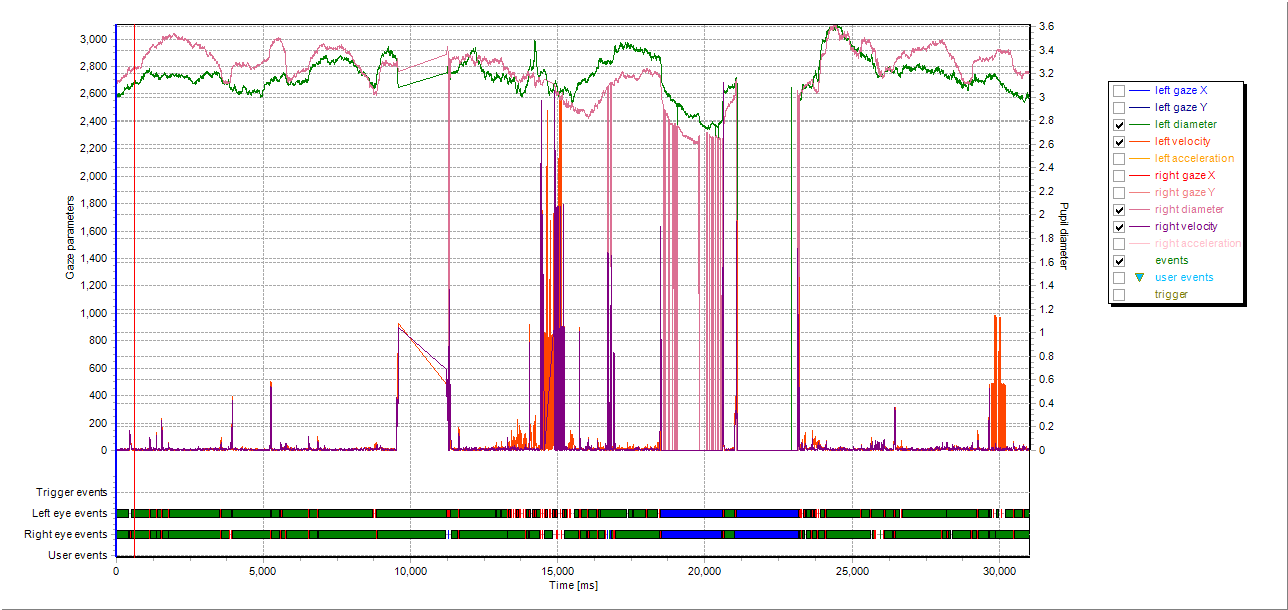 3,000
2,800
2,600
2,400
2,200
2,000
1,800
1,600
1,400
1,200
1,000
800
600
400
200
0
Gaze parameters
3.6
3.4
3.2
3
2.8
2.6
2.4
2.2
2
1.8
1.6
1.4
1.2
1
0.8
0.6
0.4
0.2
0
Pupil diameter
Trigger events
Left eye events
Right eye events
User events
0 5,000 10,000 15,000 20,000 25,000 30,000
Time [ms]
left gaze X
left gaze Y
left diameter
left velocity
left acceleration
right gaze X
right gaze Y
right diameter
right velocity
right acceleration
events
user events
trigger